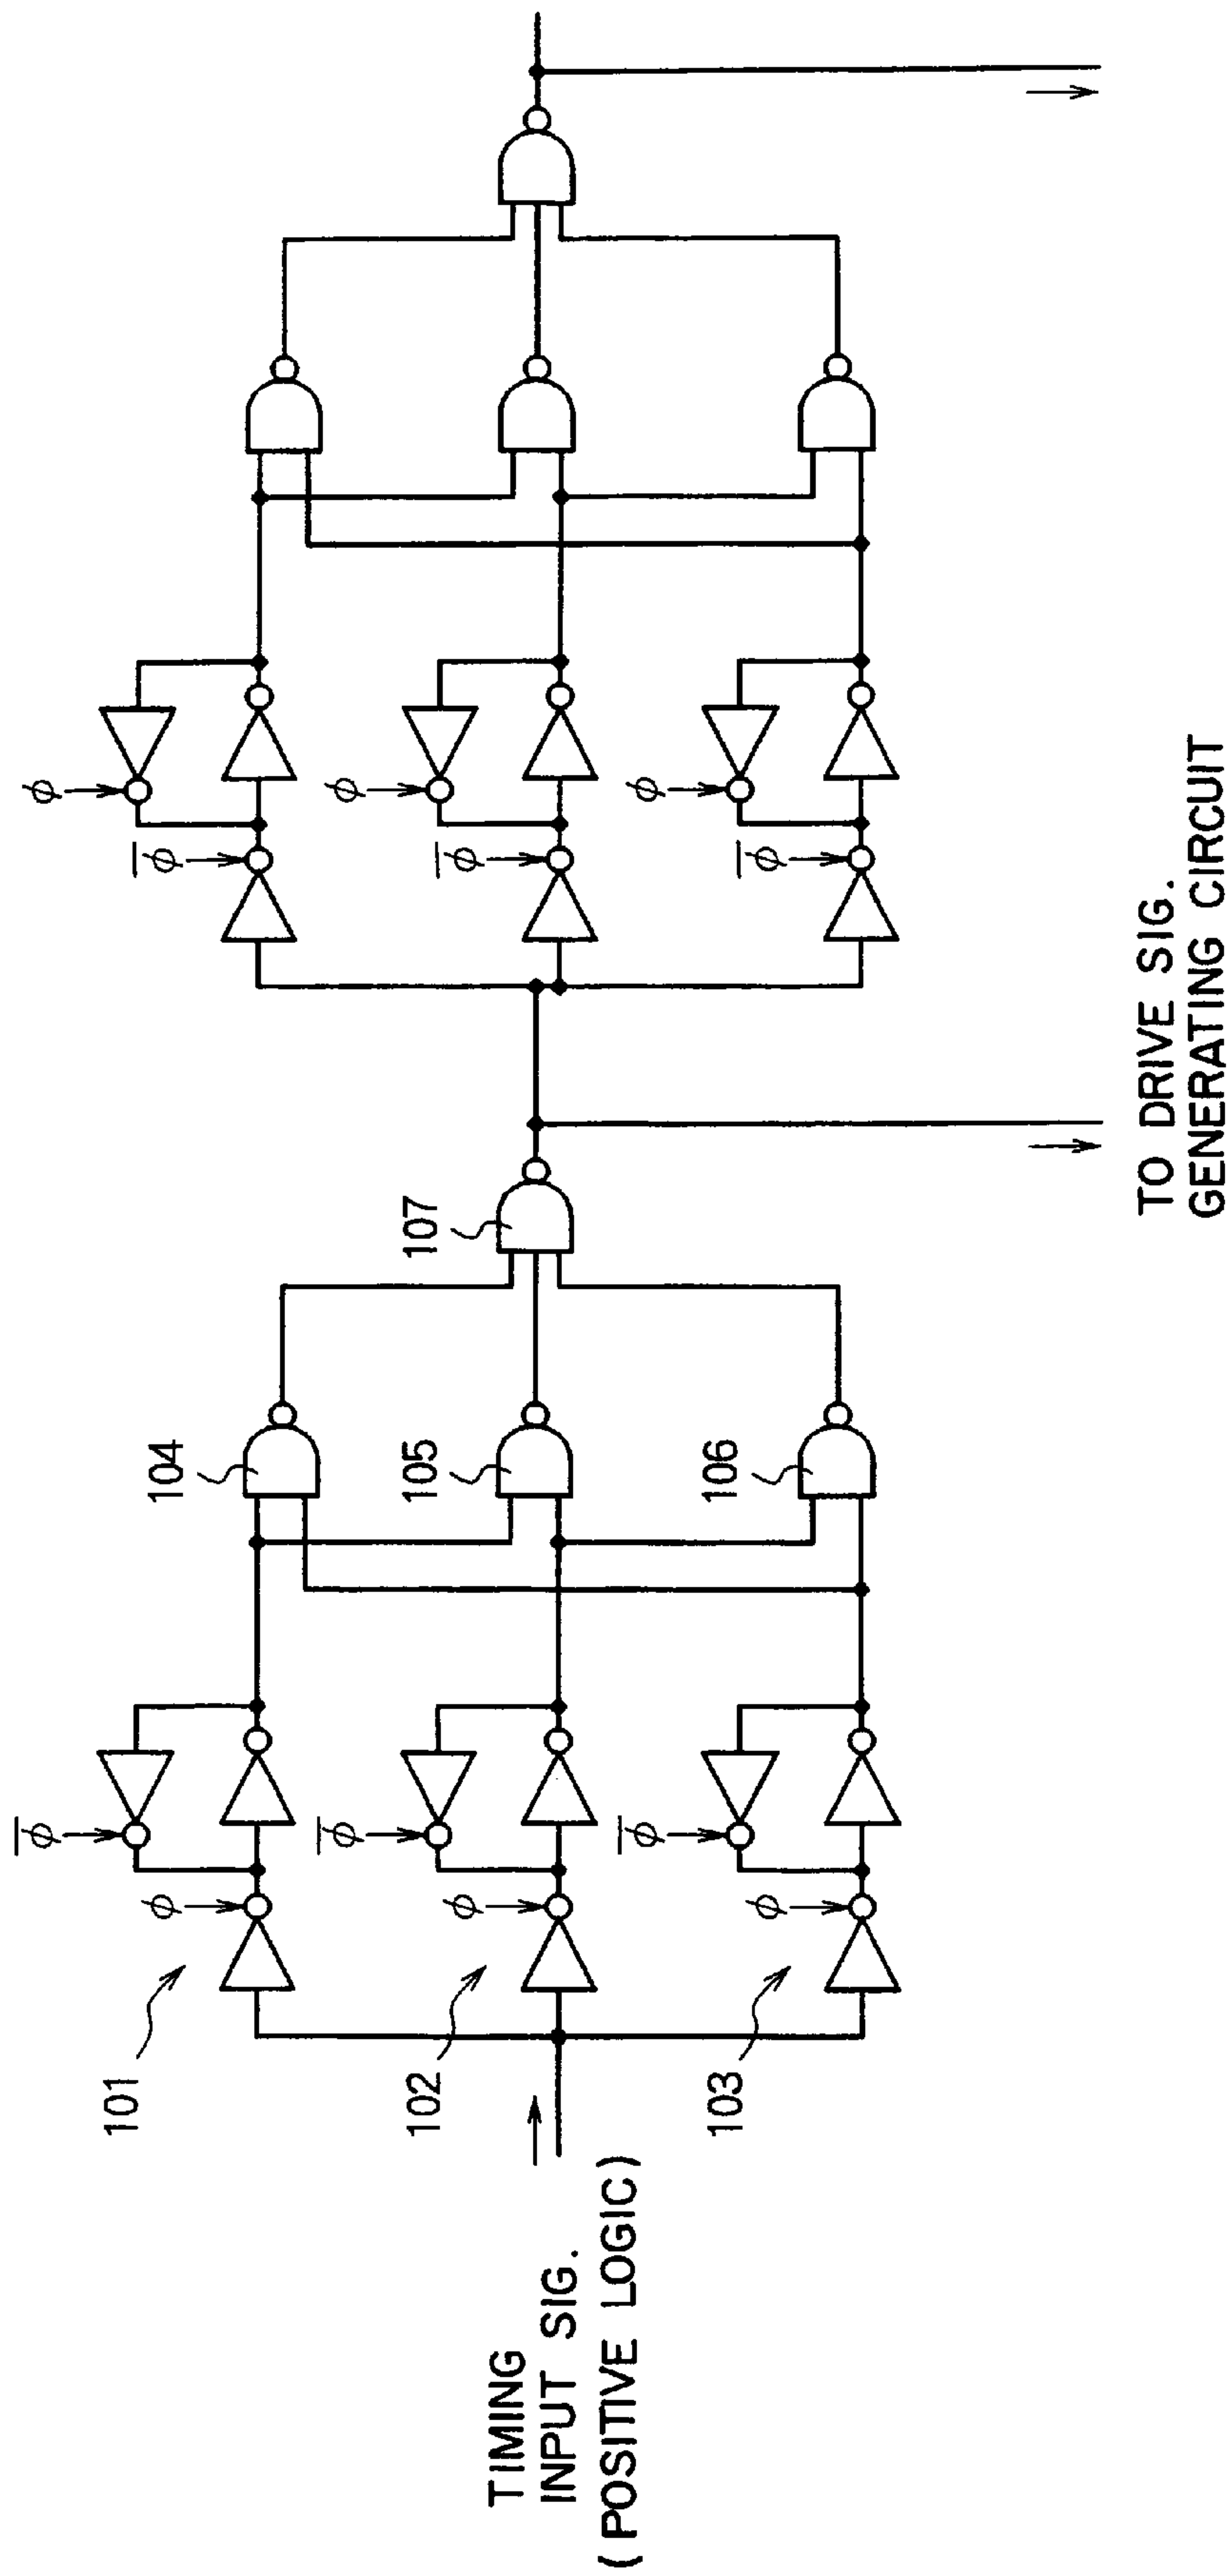 TIMING
INPUT SIG.
(POSITIVE LOGIC)
101
102
103
ϕ
ϕ̅
ϕ
ϕ̅
ϕ
ϕ̅
104
105
106
107
ϕ̅
ϕ
ϕ̅
ϕ
ϕ̅
ϕ
TO DRIVE SIG.
GENERATING CIRCUIT